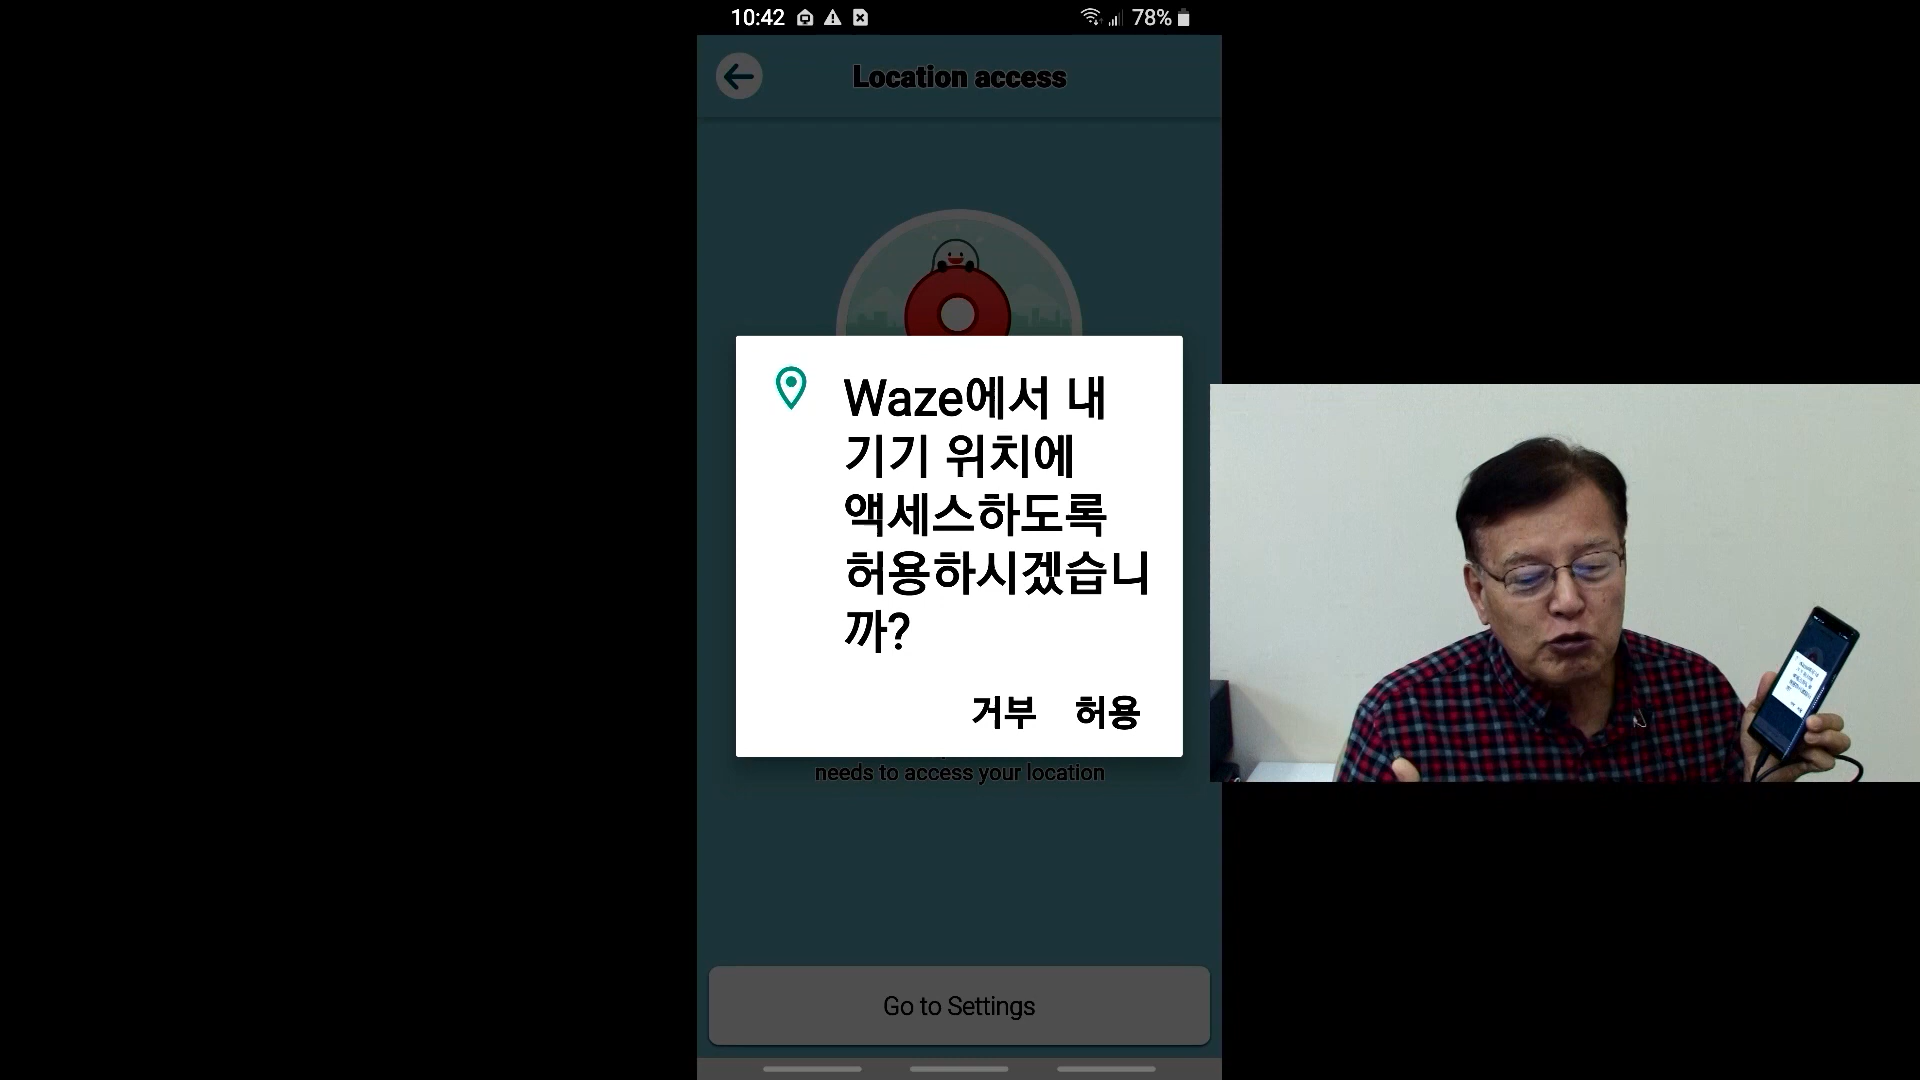 10:42
78%
Location access
Waze에서 내
기기 위치에
액세스하도록
허용하시겠습니
까?
거부 허용
needs to access your location
Go to Settings